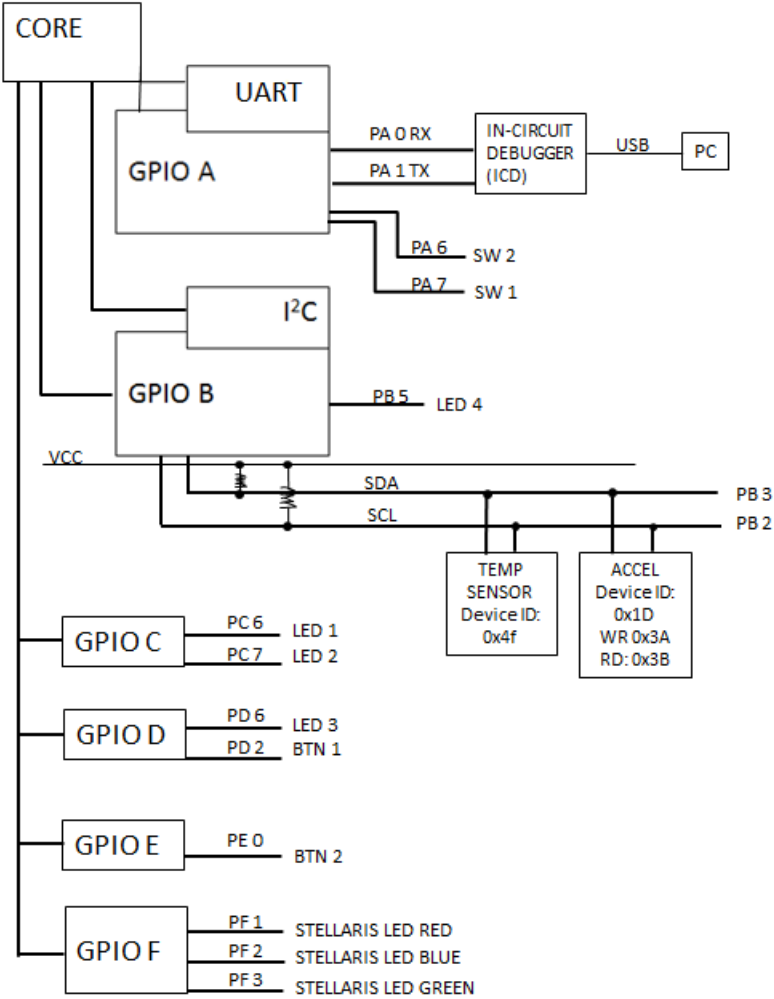 CORE
UART
GPIO A
PA 0 RX
PA 1 TX
IN-CIRCUIT
DEBUGGER
(ICD)
USB
PC
PA 6
SW 2
PA 7
SW 1
I²C
GPIO B
PB 5
LED 4
VCC
SDA
PB 3
SCL
PB 2
TEMP
SENSOR
Device ID:
0x4f
ACCEL
Device ID:
0x1D
WR 0x3A
RD: 0x3B
GPIO C
PC 6
LED 1
PC 7
LED 2
GPIO D
PD 6
LED 3
PD 2
BTN 1
GPIO E
PE 0
BTN 2
GPIO F
PF 1
STELLARIS LED RED
PF 2
STELLARIS LED BLUE
PF 3
STELLARIS LED GREEN